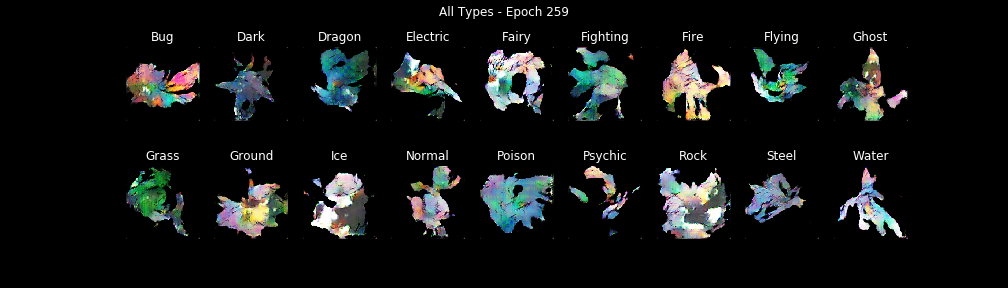 All Types - Epoch 259
Bug Dark Dragon Electric Fairy Fighting Fire Flying Ghost
Grass Ground Ice Normal Poison Psychic Rock Steel Water